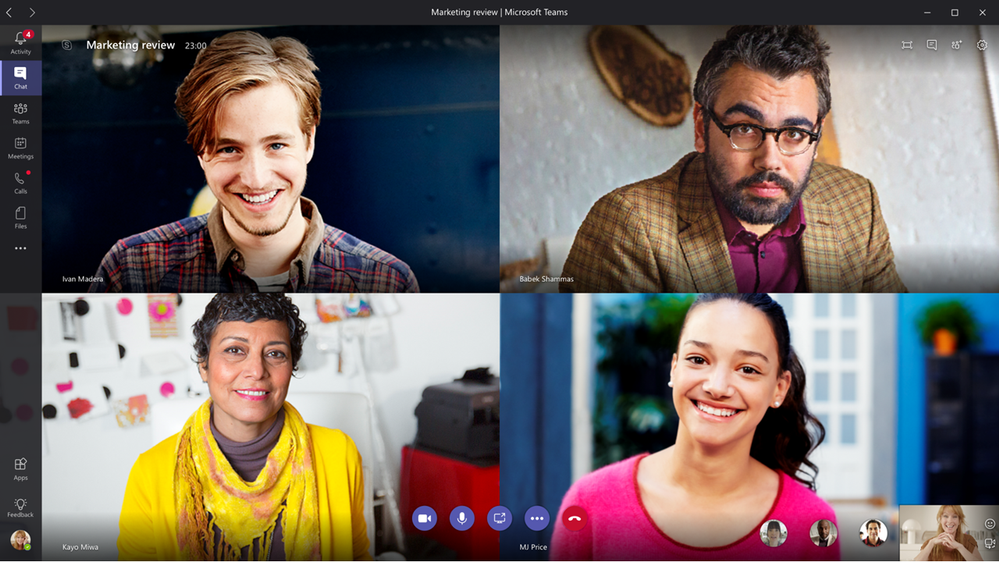 Marketing review | Microsoft Teams
4
Activity
Marketing review 23:00
Chat
Teams
Meetings
Calls
Files
Ivan Madera
Babek Shammas
Apps
Feedback
Kayo Miwa
MJ Price